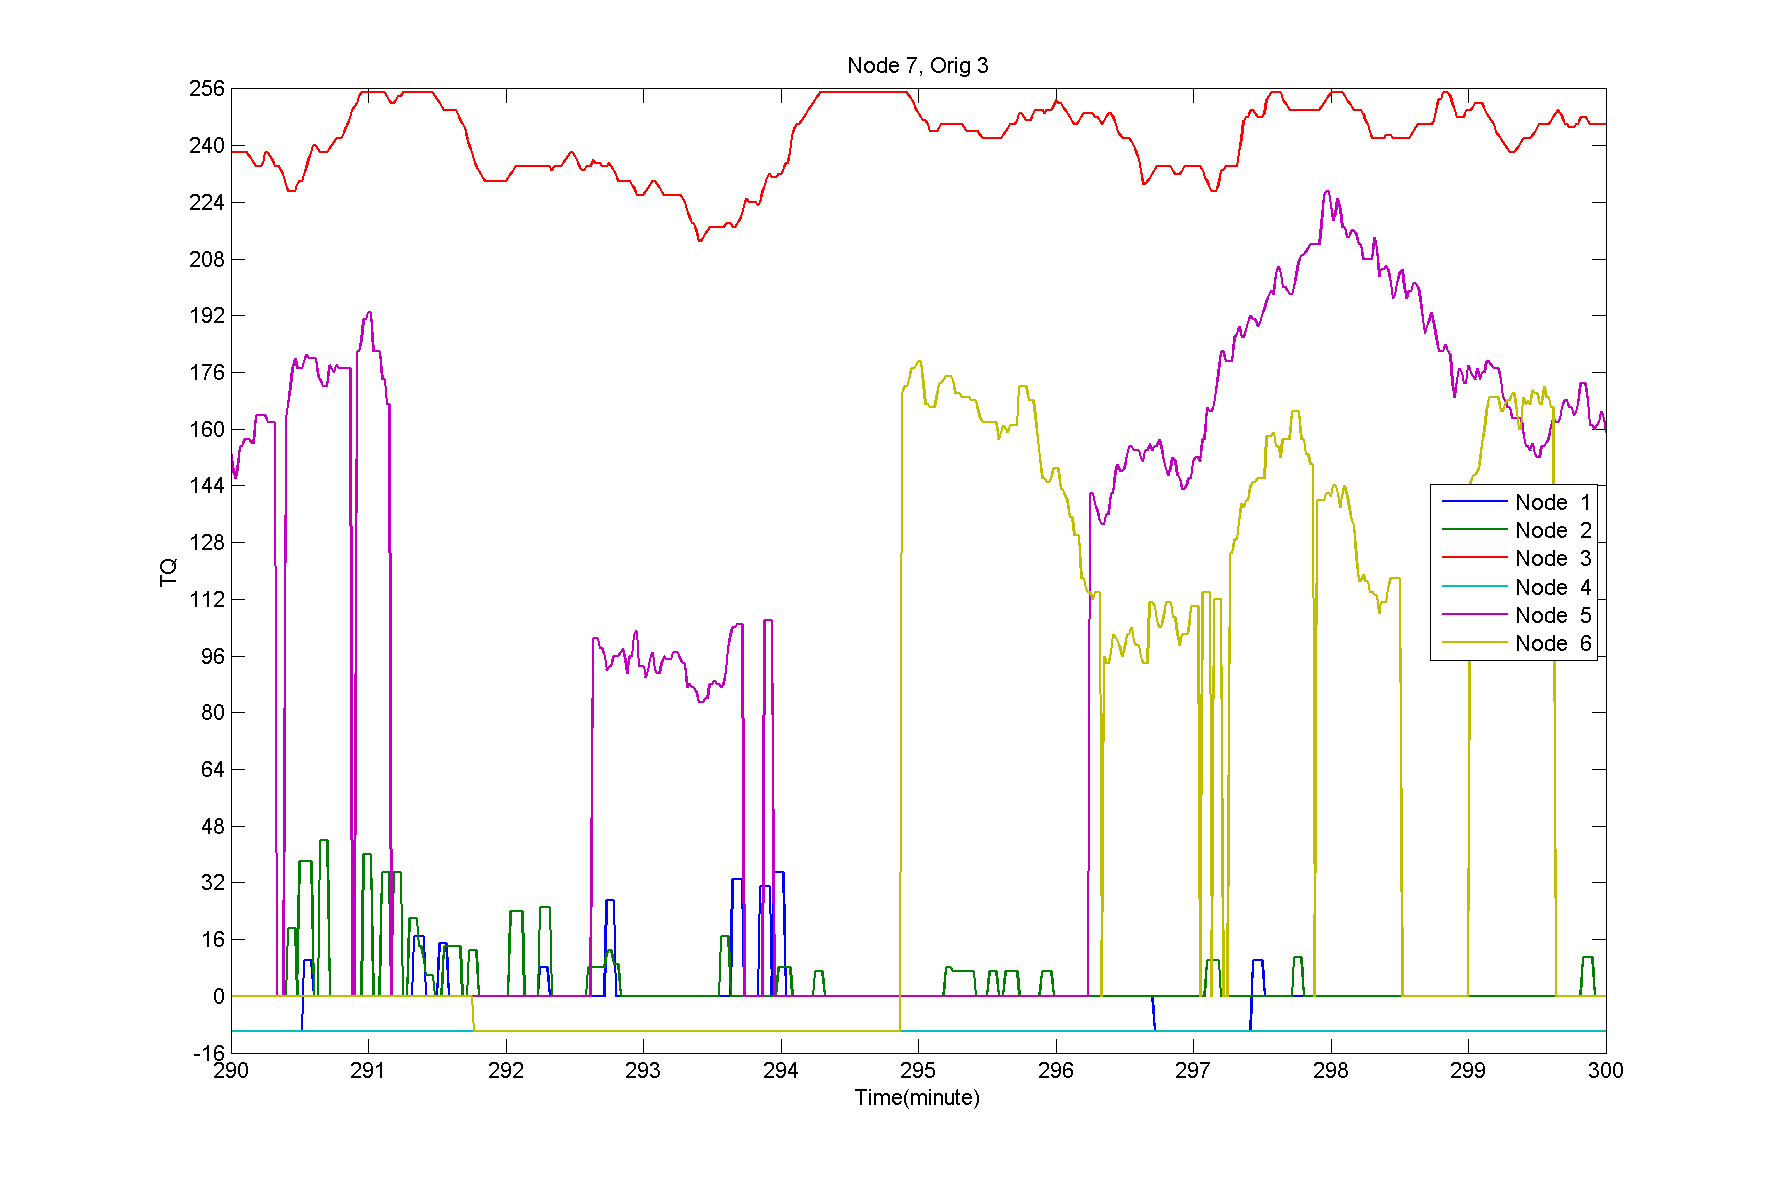 Node 7, Orig 3
256
240
224
208
192
176
160
144
128
112
96
80
64
48
32
16
0
-16
TQ
Node 1
Node 2
Node 3
Node 4
Node 5
Node 6
290 291 292 293 294 295 296 297 298 299 300
Time(minute)